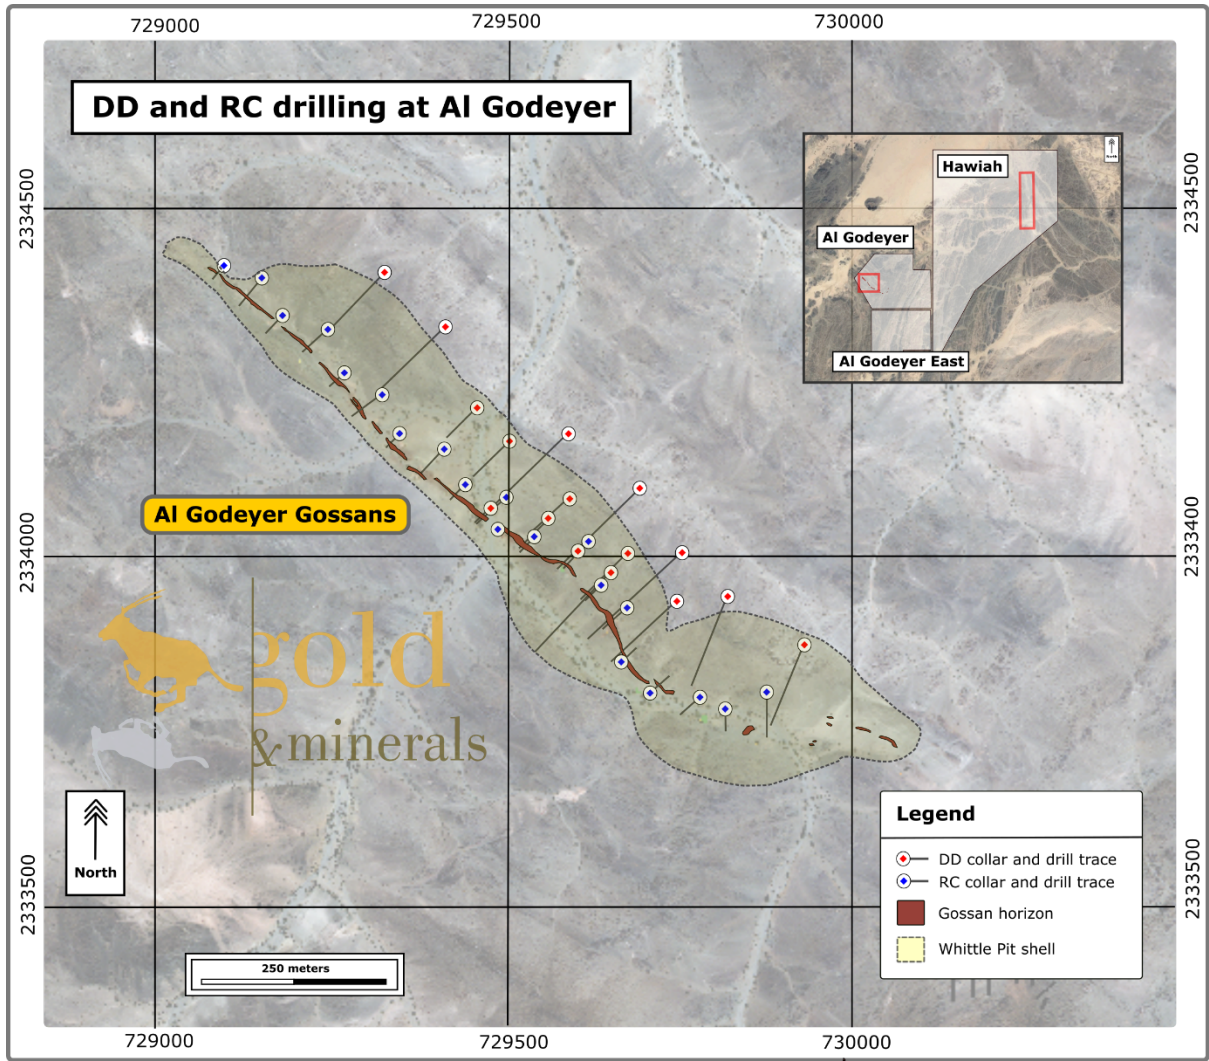 729000
729500
730000
DD and RC drilling at Al Godeyer
2334500
2334500
Hawiah
North
Al Godeyer
Al Godeyer East
Al Godeyer Gossans
2334000
2333400
gold
&minerals
North
Legend
DD collar and drill trace
RC collar and drill trace
Gossan horizon
Whittle Pit shell
2333500
2333500
250 meters
729000
729500
730000